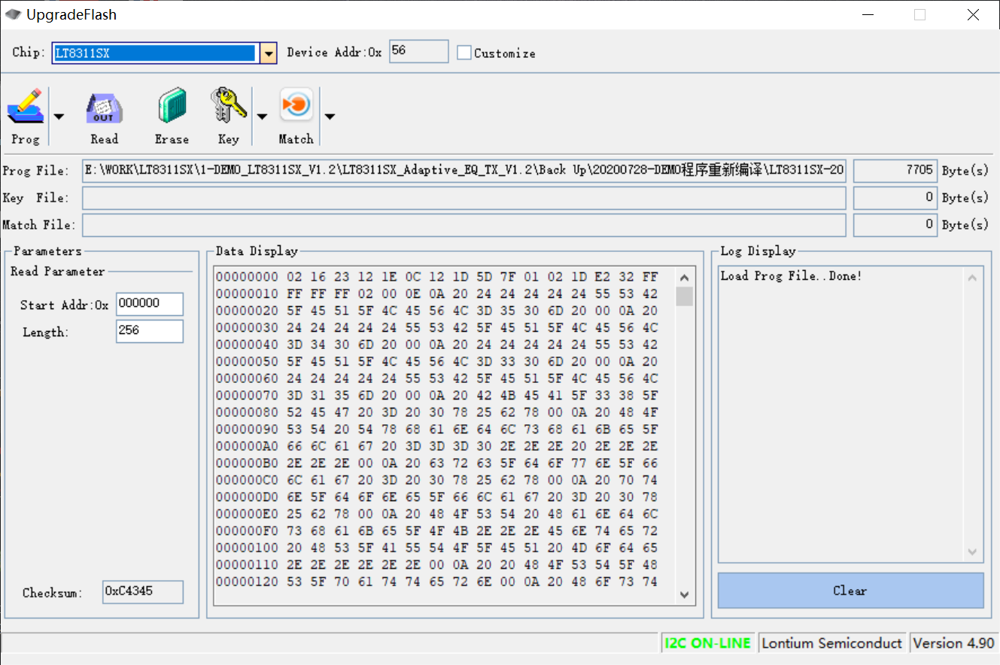 UpgradeFlash
Chip: LT8311SX Device Addr:0x 56 Customize
OUT
Prog Read Erase Key Match
Prog File: E:\WORK\LT8311SX\1-DEMO_LT8311SX_V1.2\LT8311SX_Adaptive_EQ_TX_V1.2\Back Up\20200728-DEMO程序重新编译\LT8311SX-20 7705 Byte(s)
Key File: 0 Byte(s)
Match File: 0 Byte(s)
Parameters
Read Parameter
Start Addr:0x 000000
Length: 256
Checksum: 0xC4345
Data Display
00000000 02 16 23 12 1E 0C 12 1D 5D 7F 01 02 1D E2 32 FF
00000010 FF FF FF 02 00 0E 0A 20 24 24 24 24 24 55 53 42
00000020 5F 45 51 5F 4C 45 56 4C 3D 35 30 6D 20 00 0A 20
00000030 24 24 24 24 24 55 53 42 5F 45 51 5F 4C 45 56 4C
00000040 3D 34 30 6D 20 00 0A 20 24 24 24 24 24 55 53 42
00000050 5F 45 51 5F 4C 45 56 4C 3D 33 30 6D 20 00 0A 20
00000060 24 24 24 24 24 55 53 42 5F 45 51 5F 4C 45 56 4C
00000070 3D 31 35 6D 20 00 0A 20 42 4B 45 41 5F 33 38 5F
00000080 52 45 47 20 3D 20 30 78 25 62 78 00 0A 20 48 4F
00000090 53 54 20 54 78 68 61 6E 64 6C 73 68 61 6B 65 5F
000000A0 66 6C 61 67 20 3D 3D 3D 30 2E 2E 2E 20 2E 2E 2E
000000B0 2E 2E 2E 00 0A 20 63 72 63 5F 64 6F 77 6E 5F 66
000000C0 6C 61 67 20 3D 20 30 78 25 62 78 00 0A 20 70 74
000000D0 6E 5F 64 6F 6E 65 5F 66 6C 61 67 20 3D 20 30 78
000000E0 25 62 78 00 0A 20 48 4F 53 54 20 48 61 6E 64 6C
000000F0 73 68 61 6B 65 5F 4F 4B 2E 2E 2E 45 6E 74 65 72
00000100 20 48 53 5F 41 55 54 4F 5F 45 51 20 4D 6F 64 65
00000110 2E 2E 2E 2E 2E 2E 00 0A 20 20 48 4F 53 54 5F 48
00000120 53 5F 70 61 74 74 65 72 6E 00 0A 20 48 6F 73 74
Log Display
Load Prog File..Done!
Clear
I2C ON-LINE Lontium Semiconduct Version 4.90